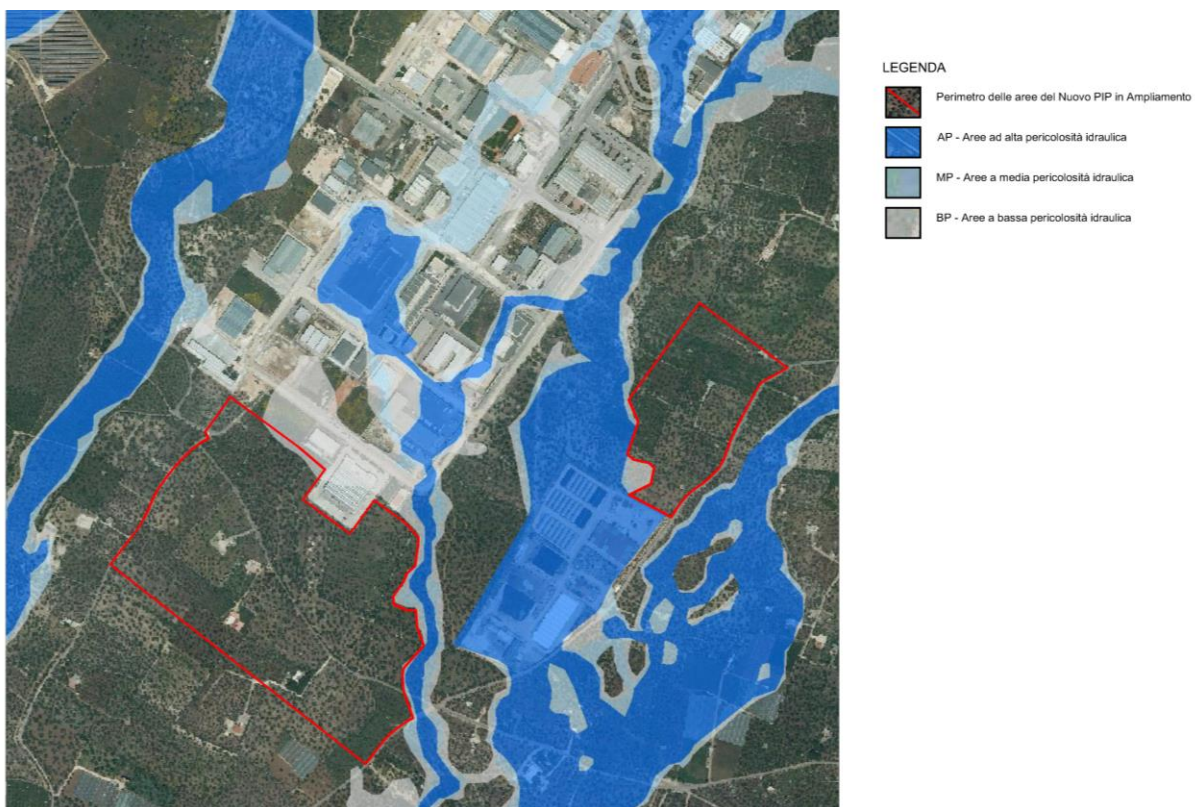 LEGENDA
Perimetro delle aree del Nuovo PIP in Ampliamento
AP - Aree ad alta pericolosità idraulica
MP - Aree a media pericolosità idraulica
BP - Aree a bassa pericolosità idraulica